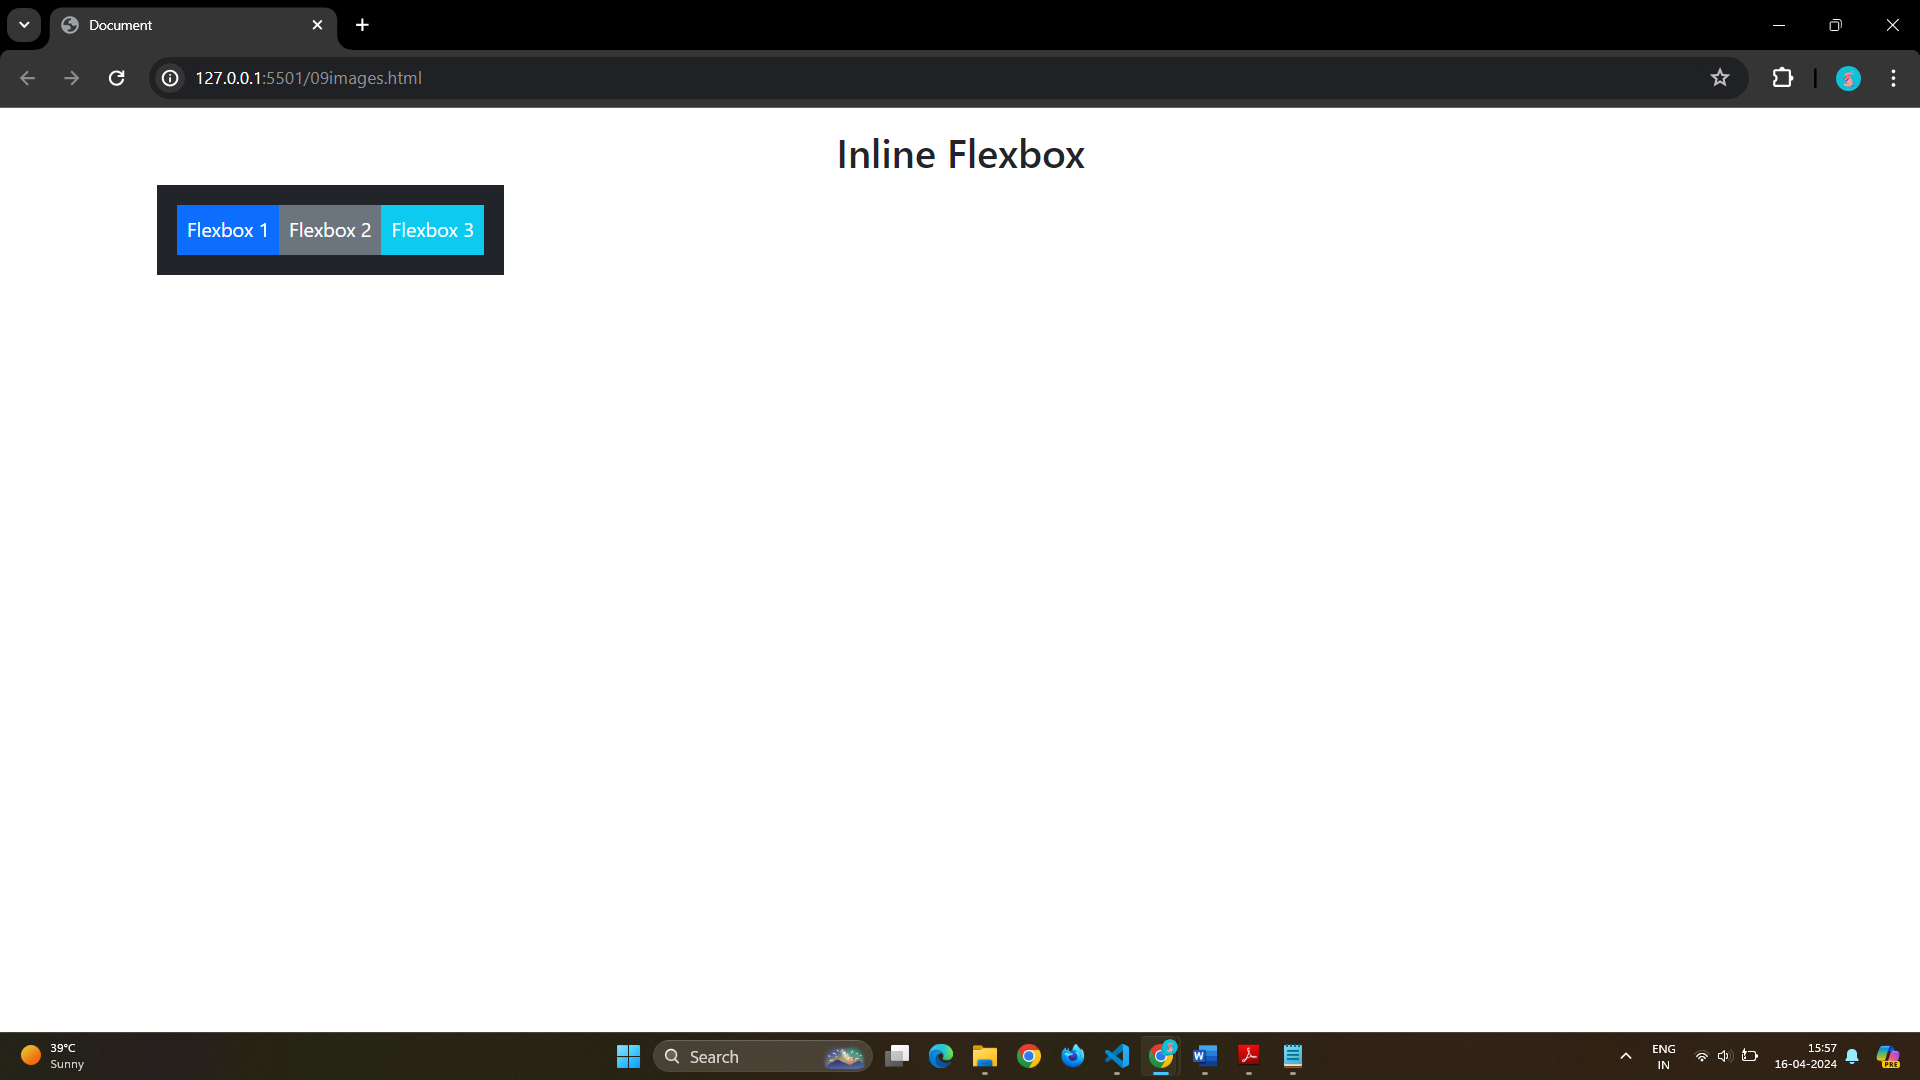 Document
127.0.0.1:5501/09images.html
Inline Flexbox
Flexbox 1 Flexbox 2 Flexbox 3
39°C
Sunny
Search
ENG
IN
15:57
16-04-2024
PRE